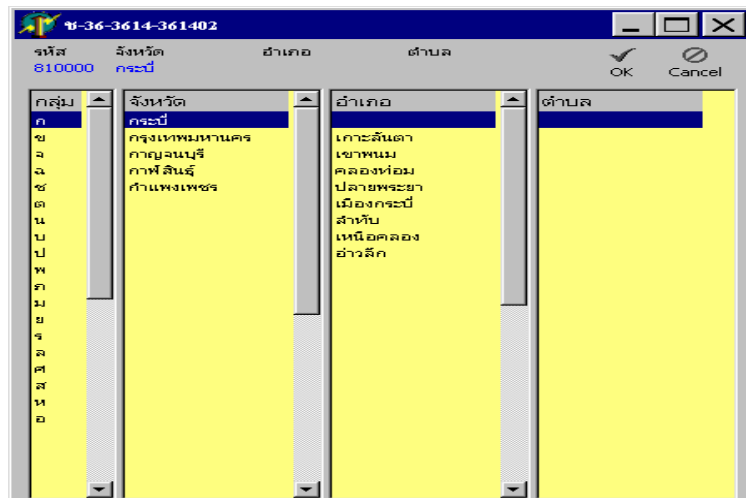 ช-36-3614-361402
รหัส จังหวัด อำเภอ ตำบล
810000 กระบี่
OK Cancel
กลุ่ม จังหวัด อำเภอ ตำบล
ก กระบี่
ข กรุงเทพมหานคร เกาะลันตา
จ กาญจนบุรี เขาพนม
ฉ กาฬสินธุ์ คลองท่อม
ช กำแพงเพชร ปลายพระยา
ต เมืองกระบี่
น ลำทับ
บ เหนือคลอง
ป อ่าวลึก
พ
ภ
ม
ย
ร
ล
ศ
ส
ห
อ